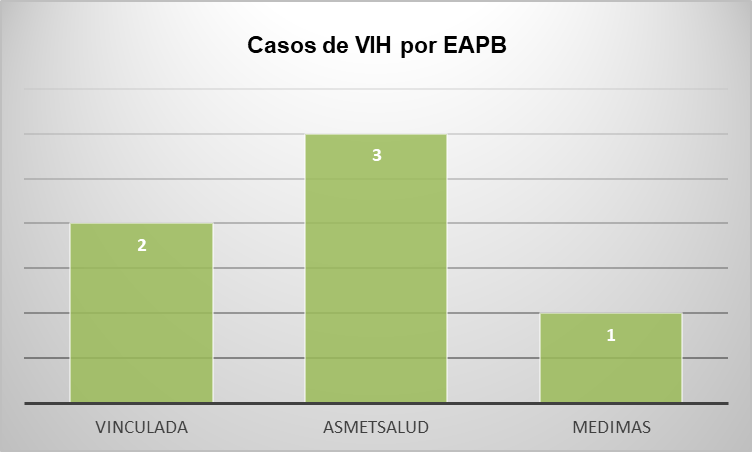 Casos de VIH por EAPB
3
2
1
VINCULADA ASMETSALUD MEDIMAS